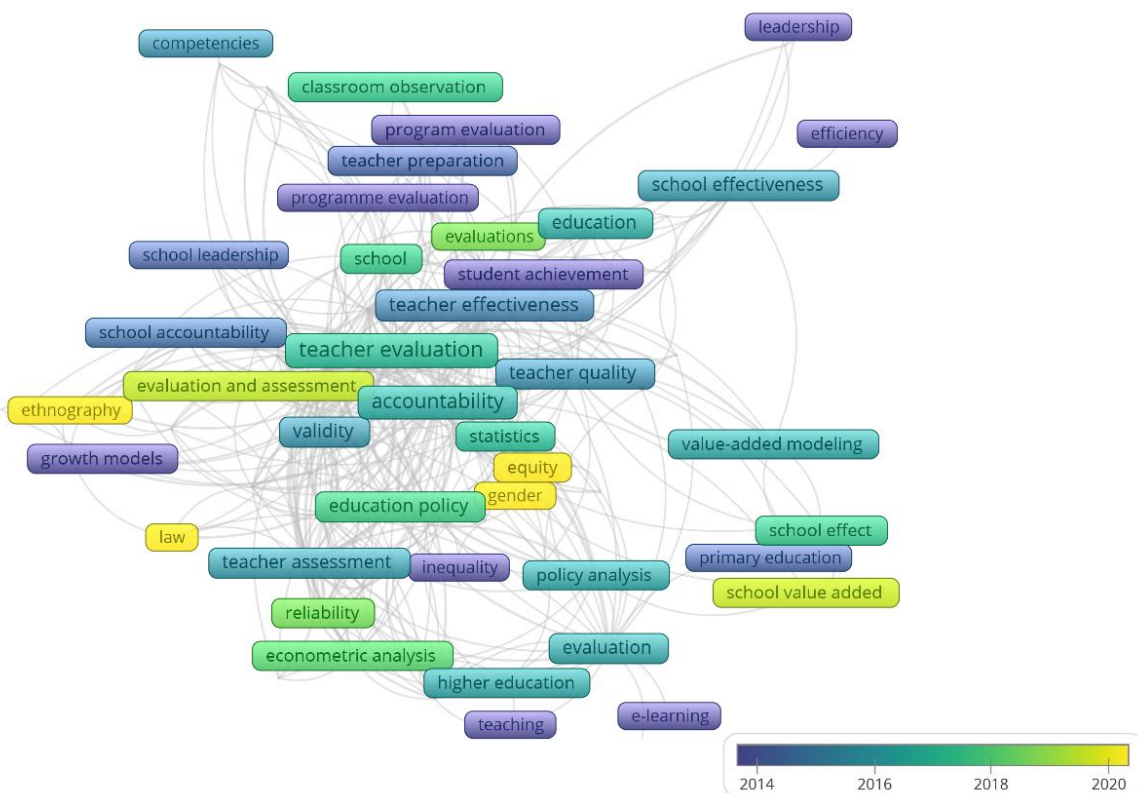 leadership
competencies
classroom observation
program evaluation
efficiency
teacher preparation
school effectiveness
programme evaluation
education
evaluations
school leadership
school
student achievement
teacher effectiveness
school accountability
teacher evaluation
teacher quality
evaluation and assessment
accountability
ethnography
validity
statistics
value-added modeling
growth models
equity
gender
education policy
school effect
law
primary education
teacher assessment
inequality
policy analysis
school value added
reliability
evaluation
econometric analysis
higher education
e-learning
teaching
2014
2016
2018
2020